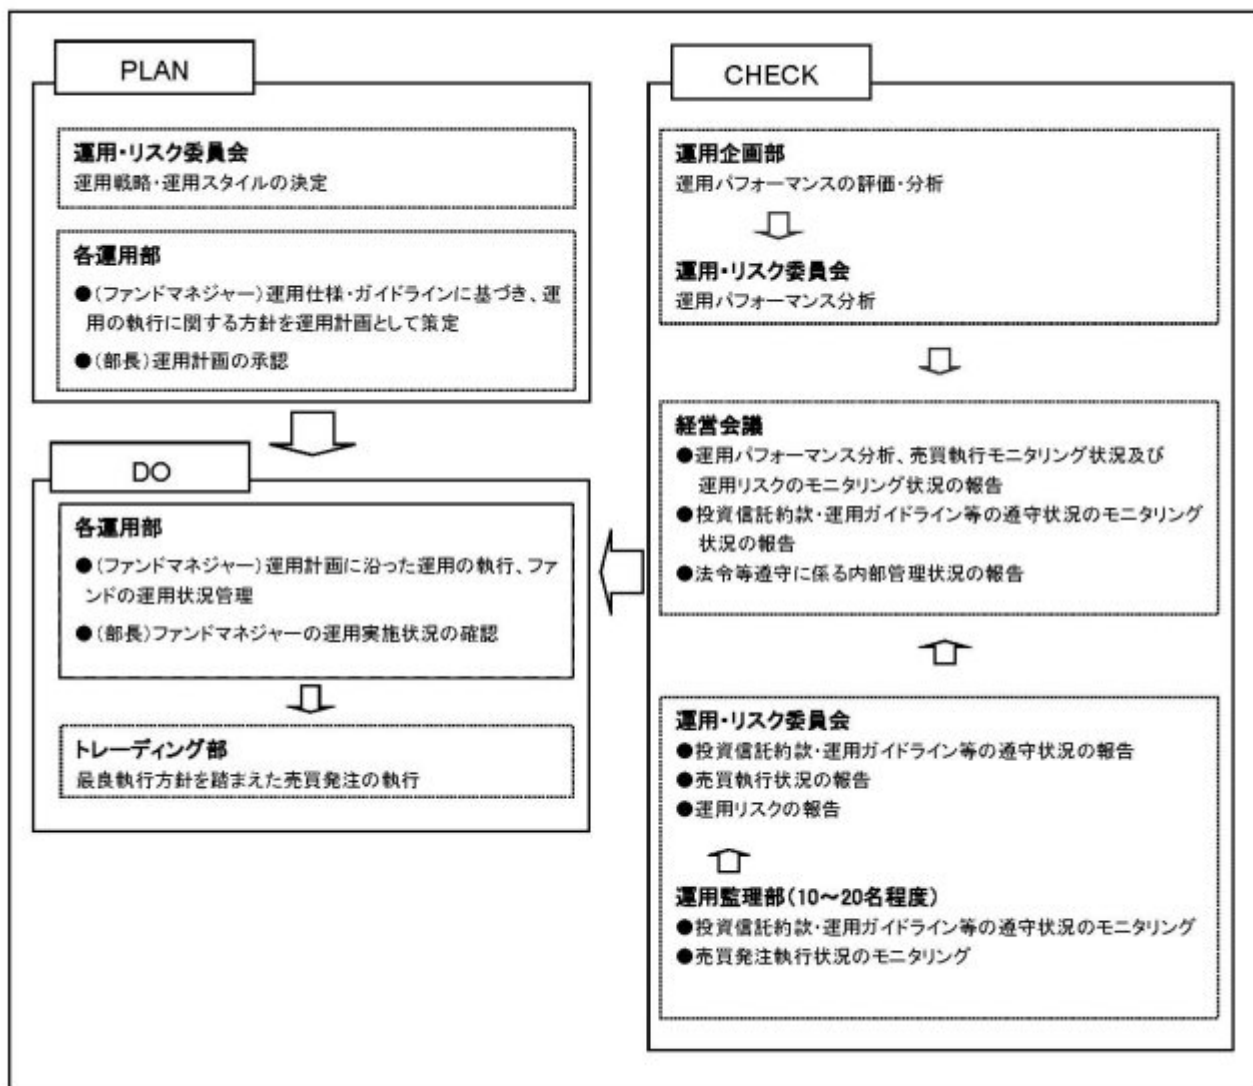 PLAN
運用・リスク委員会
運用戦略・運用スタイルの決定
各運用部
●(ファンドマネジャー)運用仕様・ガイドラインに基づき、運
用の執行に関する方針を運用計画として策定
●(部長)運用計画の承認
DO
各運用部
●(ファンドマネジャー)運用計画に沿った運用の執行、ファ
ンドの運用状況管理
●(部長)ファンドマネジャーの運用実施状況の確認
トレーディング部
最良執行方針を踏まえた売買発注の執行
CHECK
運用企画部
運用パフォーマンスの評価・分析
運用・リスク委員会
運用パフォーマンス分析
経営会議
●運用パフォーマンス分析、売買執行モニタリング状況及び
運用リスクのモニタリング状況の報告
●投資信託約款・運用ガイドライン等の遵守状況のモニタリング
状況の報告
●法令等遵守に係る内部管理状況の報告
運用・リスク委員会
●投資信託約款・運用ガイドライン等の遵守状況の報告
●売買執行状況の報告
●運用リスクの報告
運用監理部(10～20名程度)
●投資信託約款・運用ガイドライン等の遵守状況のモニタリング
●売買発注執行状況のモニタリング